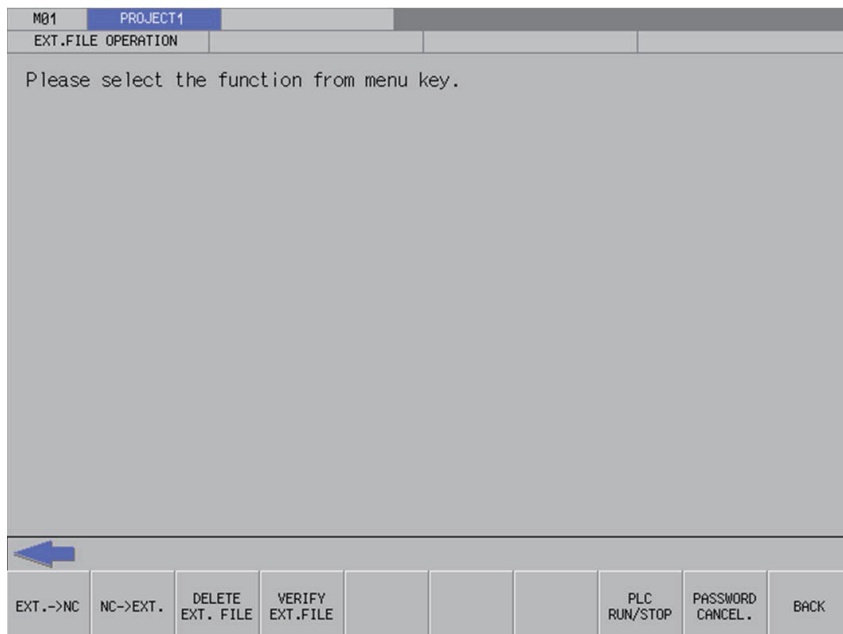 M01 PROJECT1
EXT.FILE OPERATION
Please select the function from menu key.
EXT.->NC
NC->EXT.
DELETE
EXT. FILE
VERIFY
EXT.FILE
PLC
RUN/STOP
PASSWORD
CANCEL.
BACK